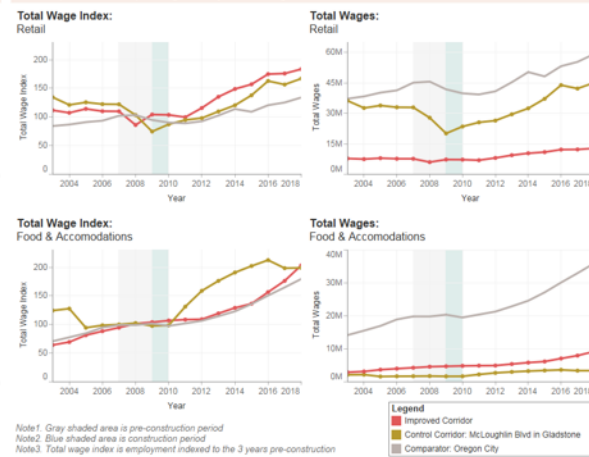 Total Wage Index:
Retail
200
150
100
50
0
Total Wage Index
2004 2006 2008 2010 2012 2014 2016 2018
Year
Total Wages:
Retail
60M
45M
30M
15M
0M
Total Wages
2004 2006 2008 2010 2012 2014 2016 2018
Year
Total Wage Index:
Food & Accomodations
200
150
100
50
0
Total Wage Index
2004 2006 2008 2010 2012 2014 2016 2018
Year
Total Wages:
Food & Accomodations
40M
30M
20M
10M
0M
Total Wages
2004 2006 2008 2010 2012 2014 2016 2018
Year
Note1. Gray shaded area is pre-construction period
Note2. Blue shaded area is construction period
Note3. Total wage index is employment indexed to the 3 years pre-construction
Legend
Improved Corridor
Control Corridor: McLoughlin Blvd in Gladstone
Comparator: Oregon City